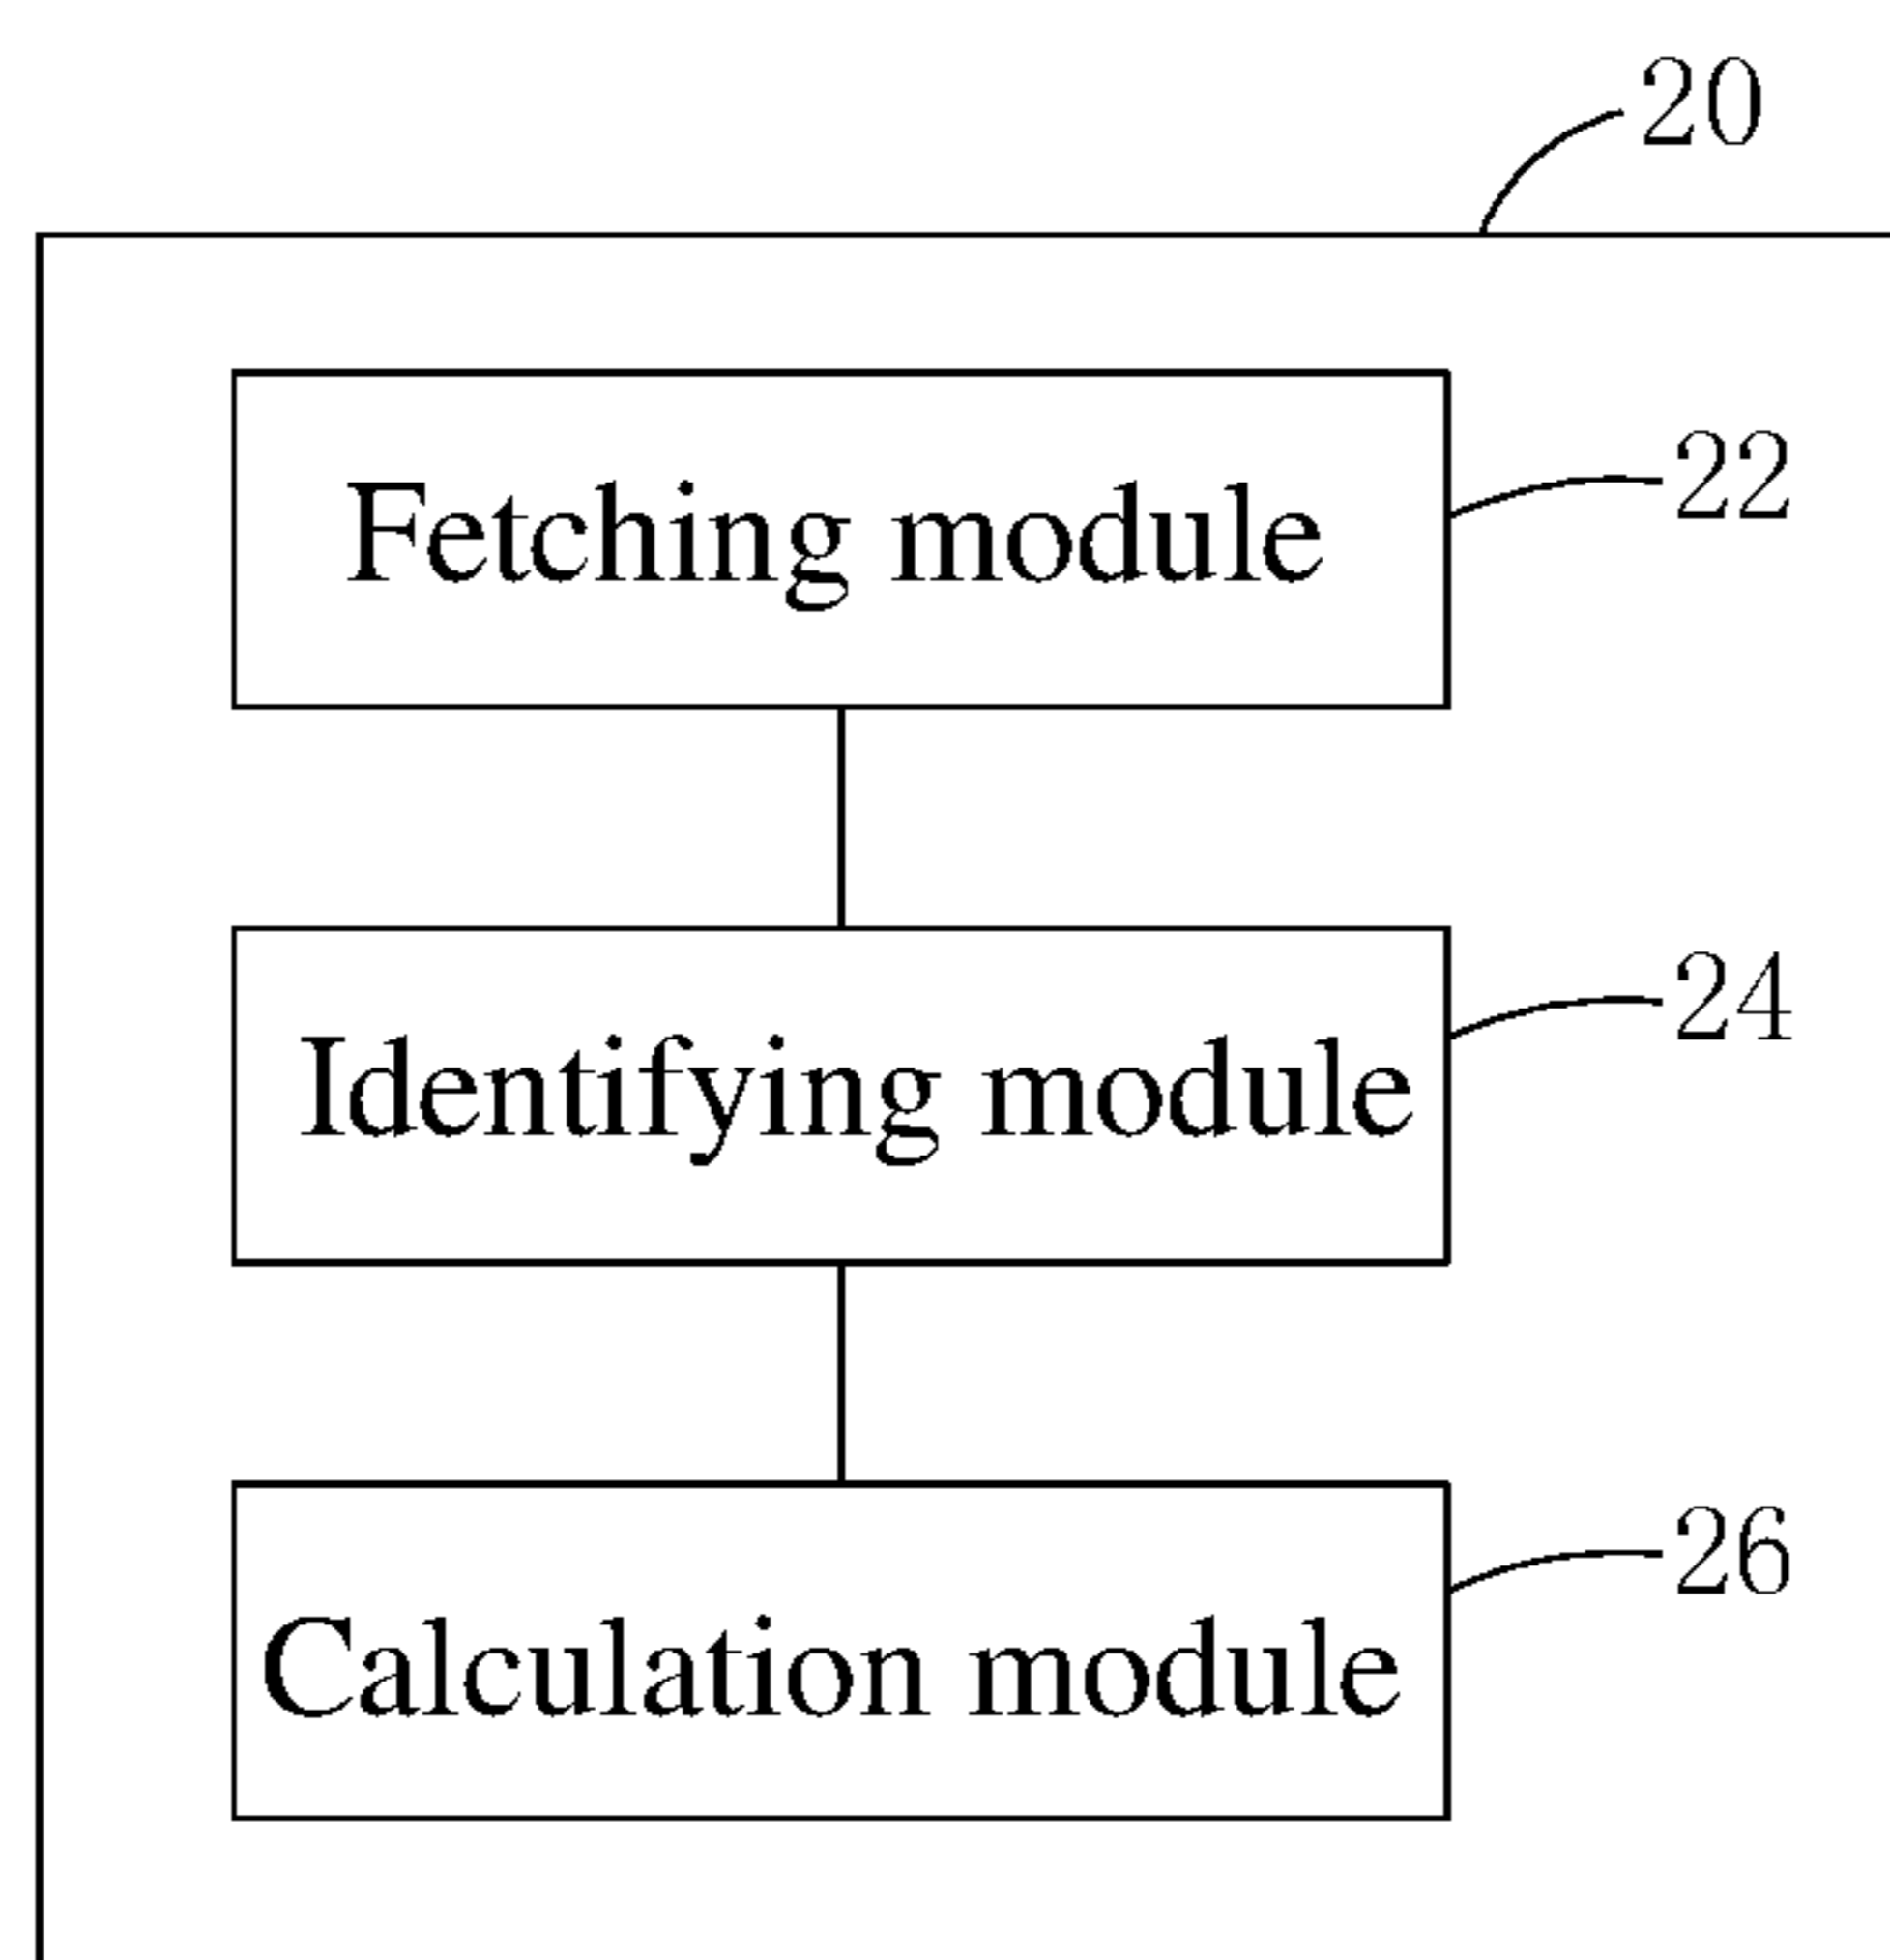 20
Fetching module
22
Identifying module
24
Calculation module
26